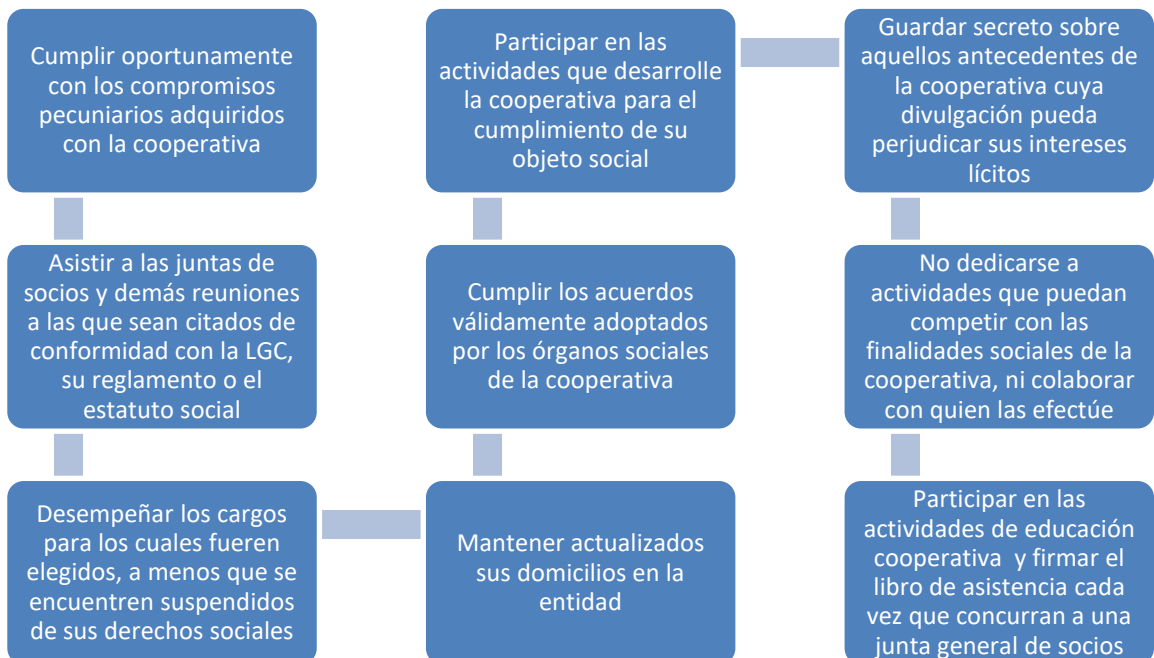 Cumplir oportunamente
con los compromisos
pecuniarios adquiridos
con la cooperativa
Asistir a las juntas de
socios y demás reuniones
a las que sean citados de
conformidad con la LGC,
su reglamento o el
estatuto social
Desempeñar los cargos
para los cuales fueren
elegidos, a menos que se
encuentren suspendidos
de sus derechos sociales
Mantener actualizados
sus domicilios en la
entidad
Cumplir los acuerdos
válidamente adoptados
por los órganos sociales
de la cooperativa
Participar en las
actividades que desarrolle
la cooperativa para el
cumplimiento de su
objeto social
Guardar secreto sobre
aquellos antecedentes de
la cooperativa cuya
divulgación pueda
perjudicar sus intereses
lícitos
No dedicarse a
actividades que puedan
competir con las
finalidades sociales de la
cooperativa, ni colaborar
con quien las efectúe
Participar en las
actividades de educación
cooperativa y firmar el
libro de asistencia cada
vez que concurran a una
junta general de socios